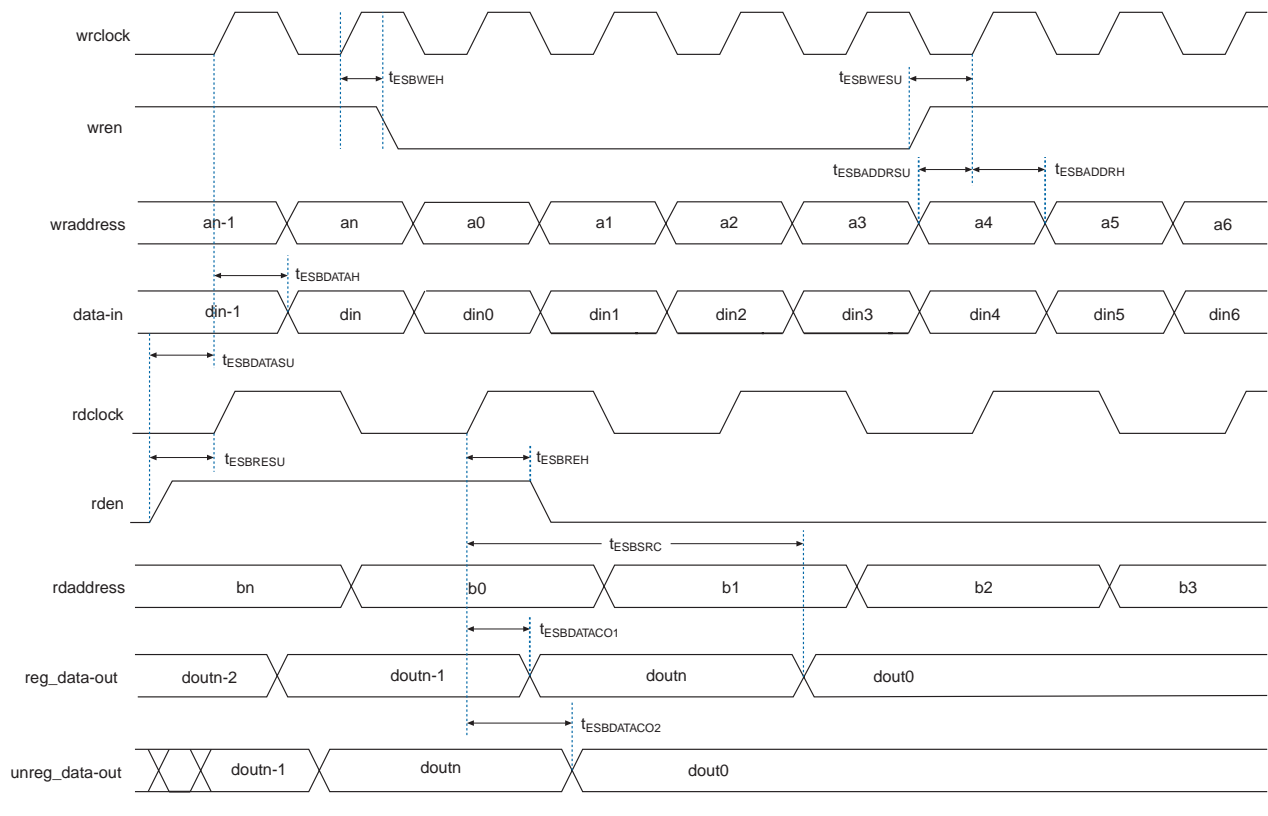 wrclock
tESBWEH tESBWESU
wren
tESBADDRSU tESBADDRH
wraddress an-1 an a0 a1 a2 a3 a4 a5 a6
tESBDATAH
data-in din-1 din din0 din1 din2 din3 din4 din5 din6
tESBDATASU
rdclock
tESBRESU tESBREH
rden
tESBSRC
rdaddress bn b0 b1 b2 b3
tESBDATACO1
reg_data-out doutn-2 doutn-1 doutn dout0
tESBDATACO2
unreg_data-out doutn-1 doutn dout0